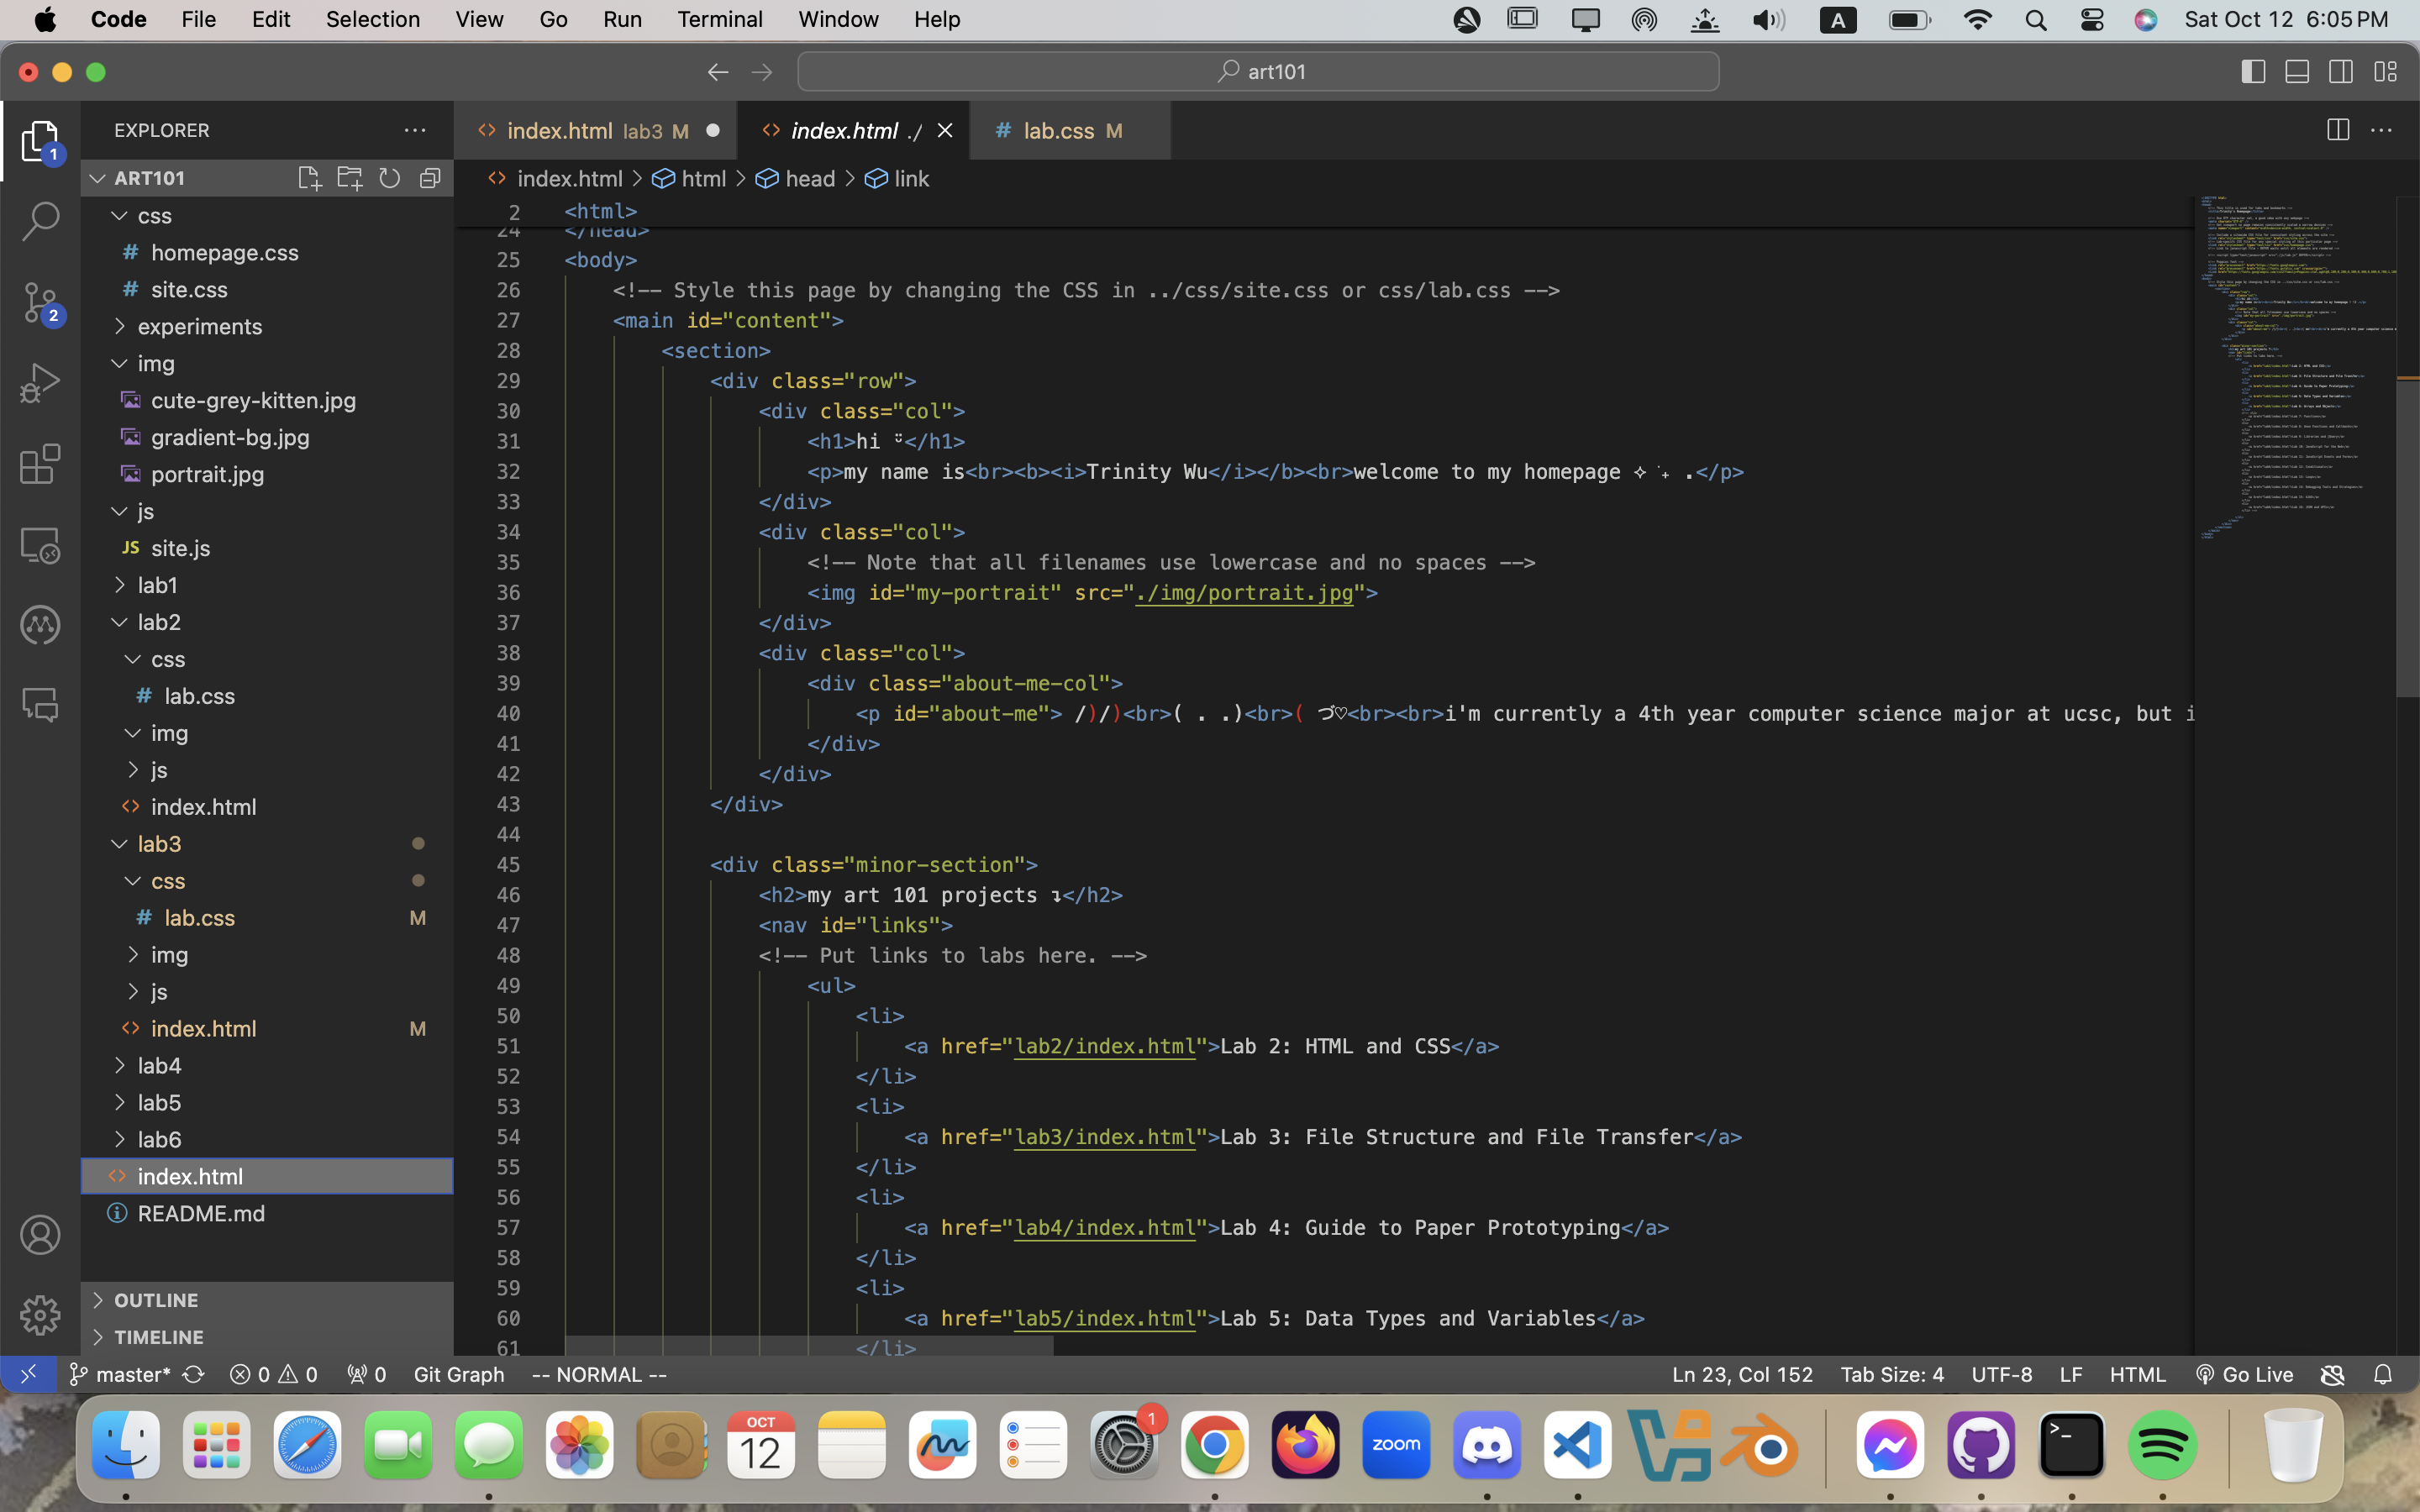 Code File Edit Selection View Go Run Terminal Window Help A Sat Oct 12 6:05 PM
art101
EXPLORER
index.html lab3 M
index.html ./
# lab.css M
ART101
index.html > html > head > link
css
# homepage.css
# site.css
experiments
img
cute-grey-kitten.jpg
gradient-bg.jpg
portrait.jpg
js
JS site.js
lab1
lab2
css
# lab.css
img
js
index.html
lab3
css
# lab.css M
img
js
index.html M
lab4
lab5
lab6
index.html
README.md
OUTLINE
TIMELINE
1
2
2 <html>
24 </head>
25 <body>
26 <!-- Style this page by changing the CSS in ../css/site.css or css/lab.css -->
27 <main id="content">
28 <section>
29 <div class="row">
30 <div class="col">
31 <h1>hi ᵕ̈</h1>
32 <p>my name is<br><b><i>Trinity Wu</i></b><br>welcome to my homepage ✧ ˚₊ .</p>
33 </div>
34 <div class="col">
35 <!-- Note that all filenames use lowercase and no spaces -->
36 <img id="my-portrait" src="./img/portrait.jpg">
37 </div>
38 <div class="col">
39 <div class="about-me-col">
40 <p id="about-me"> /)/)<br>( . .)<br>( づ♡<br><br>i'm currently a 4th year computer science major at ucsc, but i
41 </div>
42 </div>
43 </div>
44
45 <div class="minor-section">
46 <h2>my art 101 projects ↴</h2>
47 <nav id="links">
48 <!-- Put links to labs here. -->
49 <ul>
50 <li>
51 <a href="lab2/index.html">Lab 2: HTML and CSS</a>
52 </li>
53 <li>
54 <a href="lab3/index.html">Lab 3: File Structure and File Transfer</a>
55 </li>
56 <li>
57 <a href="lab4/index.html">Lab 4: Guide to Paper Prototyping</a>
58 </li>
59 <li>
60 <a href="lab5/index.html">Lab 5: Data Types and Variables</a>
61 </li>
master* 0 0 0 Git Graph -- NORMAL -- Ln 23, Col 152 Tab Size: 4 UTF-8 LF HTML Go Live
OCT
12
1
zoom
>_